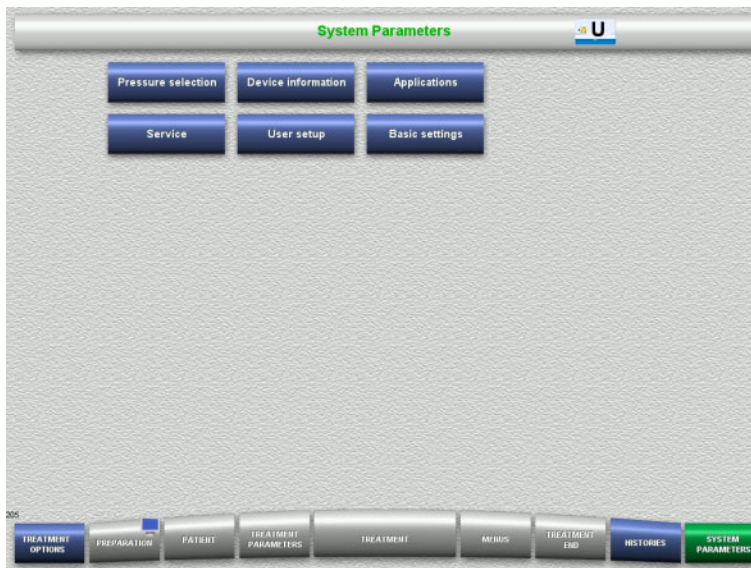 System Parameters
U
Pressure selection
Device information
Applications
Service
User setup
Basic settings
205
TREATMENT
OPTIONS
PREPARATION
PATIENT
TREATMENT
PARAMETERS
TREATMENT
MENUS
TREATMENT
END
HISTORIES
SYSTEM
PARAMETERS